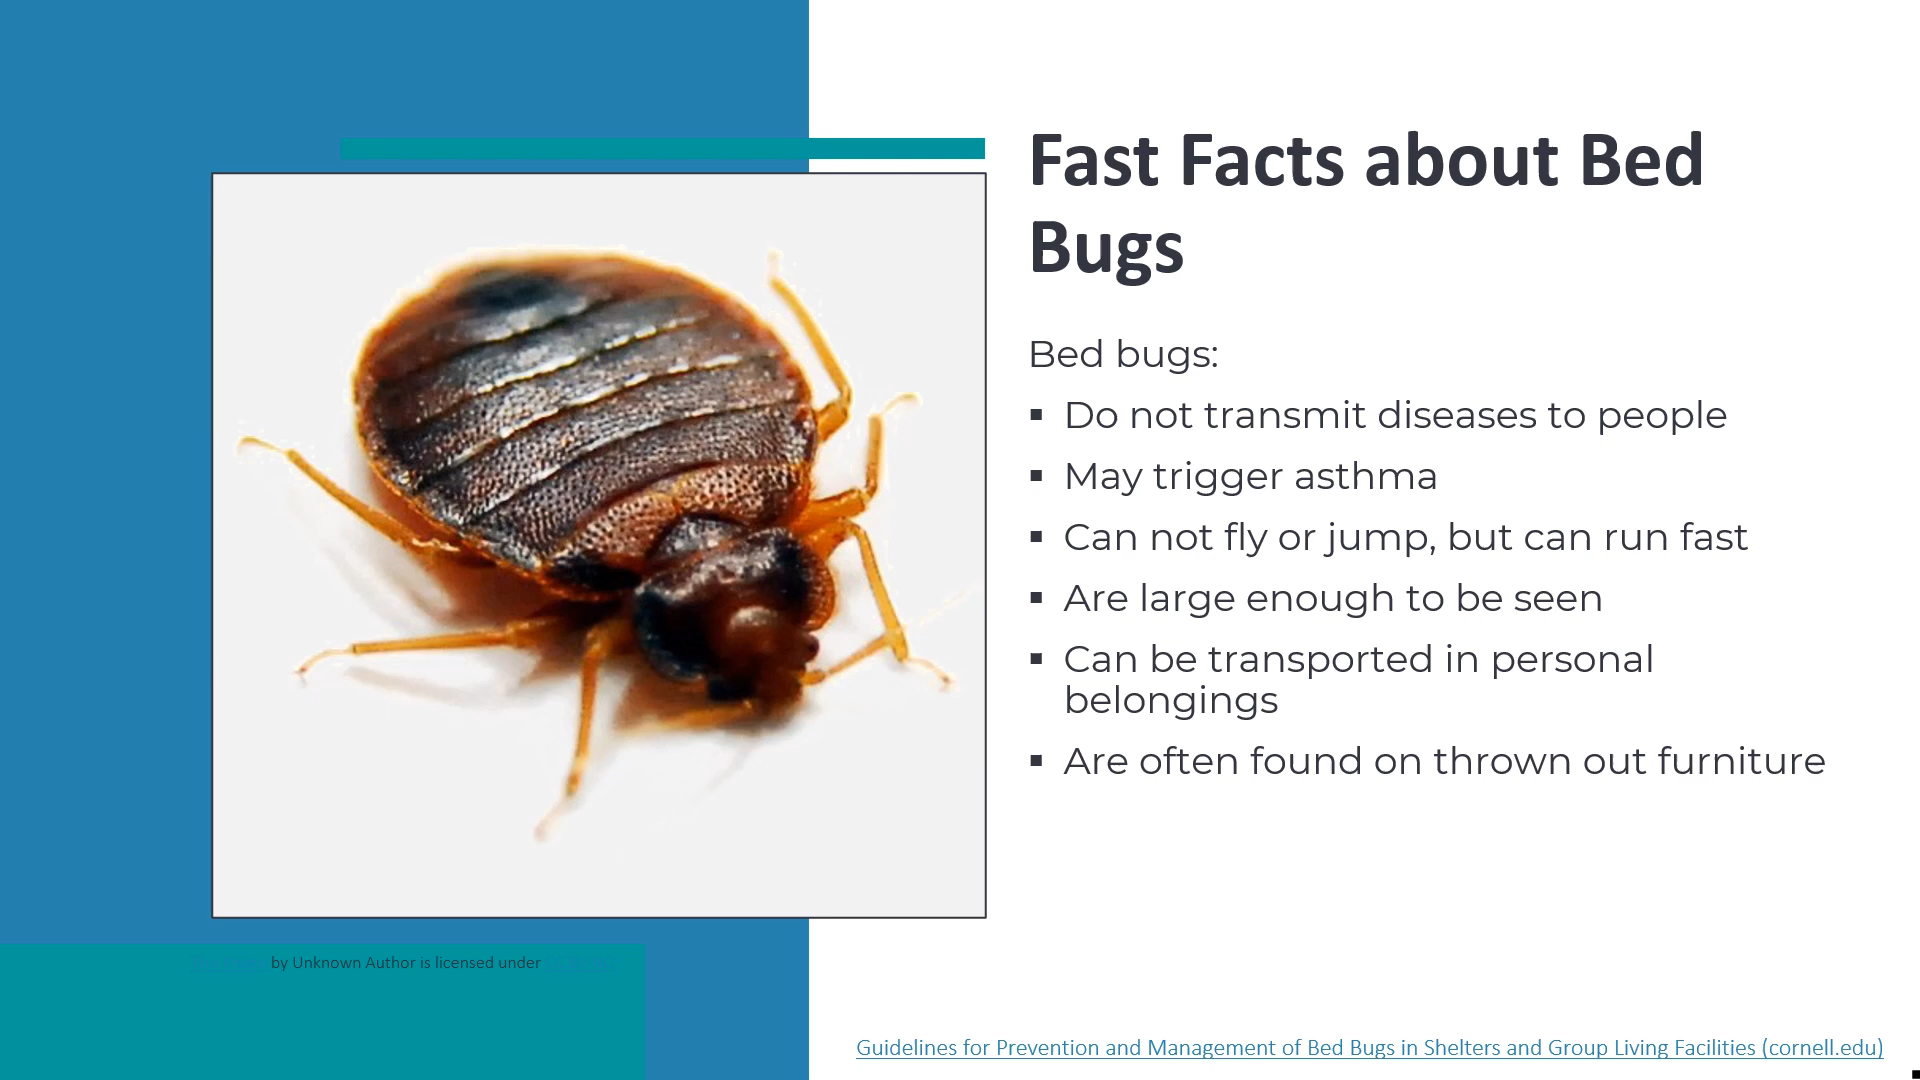 Fast Facts about Bed
Bugs
Bed bugs:
▪ Do not transmit diseases to people
▪ May trigger asthma
▪ Can not fly or jump, but can run fast
▪ Are large enough to be seen
▪ Can be transported in personal
belongings
▪ Are often found on thrown out furniture
by Unknown Author is licensed under
Guidelines for Prevention and Management of Bed Bugs in Shelters and Group Living Facilities (cornell.edu)